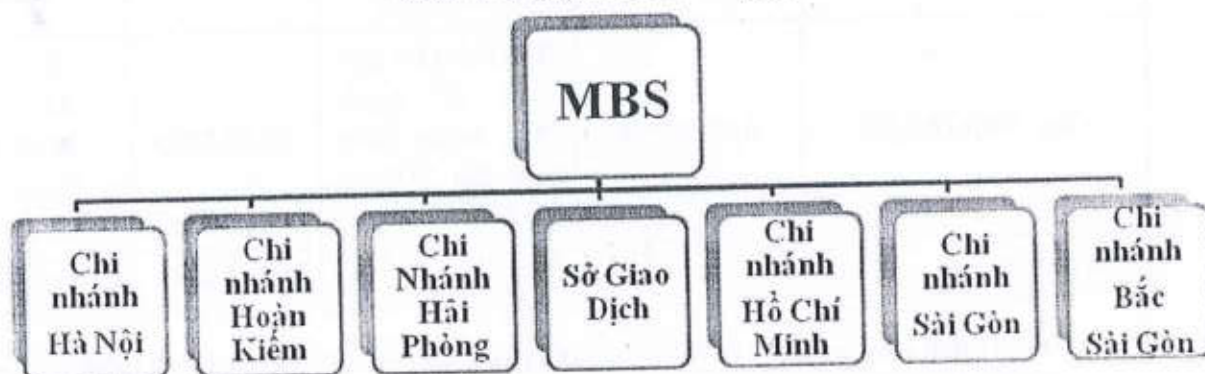 MBS
Chi
nhánh
Hà Nội
Chi
nhánh
Hoàn
Kiếm
Chi
Nhánh
Hải
Phòng
Sở Giao
Dịch
Chi
nhánh
Hồ Chí
Minh
Chi
nhánh
Sài Gòn
Chi
nhánh
Bắc
Sài Gòn